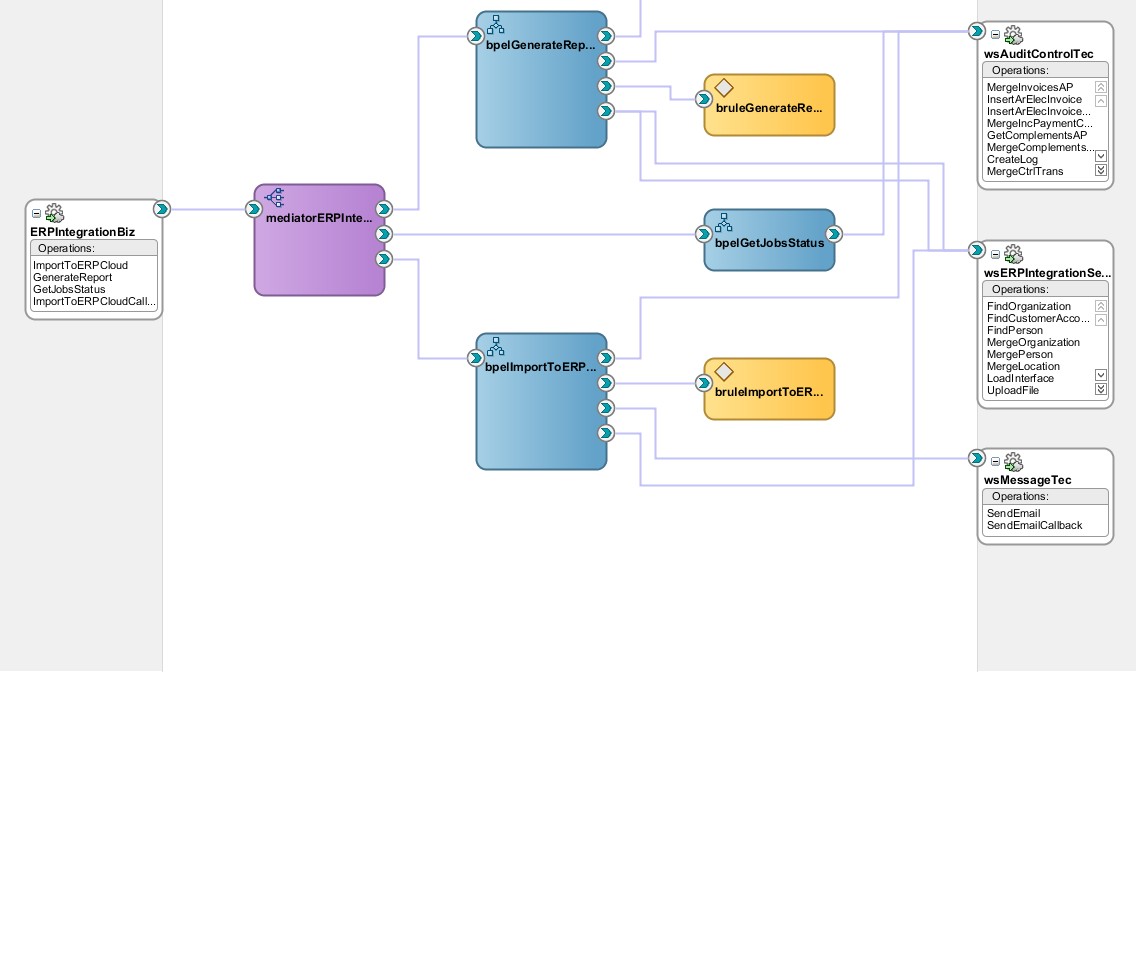 bpelGenerateRep...
bruleGenerateRe...
wsAuditControlTec
Operations:
MergeInvoicesAP
InsertArElecInvoice
InsertArElecInvoice...
MergeIncPaymentC...
GetComplementsAP
MergeComplements...
CreateLog
MergeCtrlTrans
ERPIntegrationBiz
Operations:
ImportToERPCloud
GenerateReport
GetJobsStatus
ImportToERPCloudCall...
mediatorERPInte...
bpelGetJobsStatus
wsERPIntegrationSe...
Operations:
FindOrganization
FindCustomerAcco...
FindPerson
MergeOrganization
MergePerson
MergeLocation
LoadInterface
UploadFile
bpelImportToERP...
bruleImportToER...
wsMessageTec
Operations:
SendEmail
SendEmailCallback